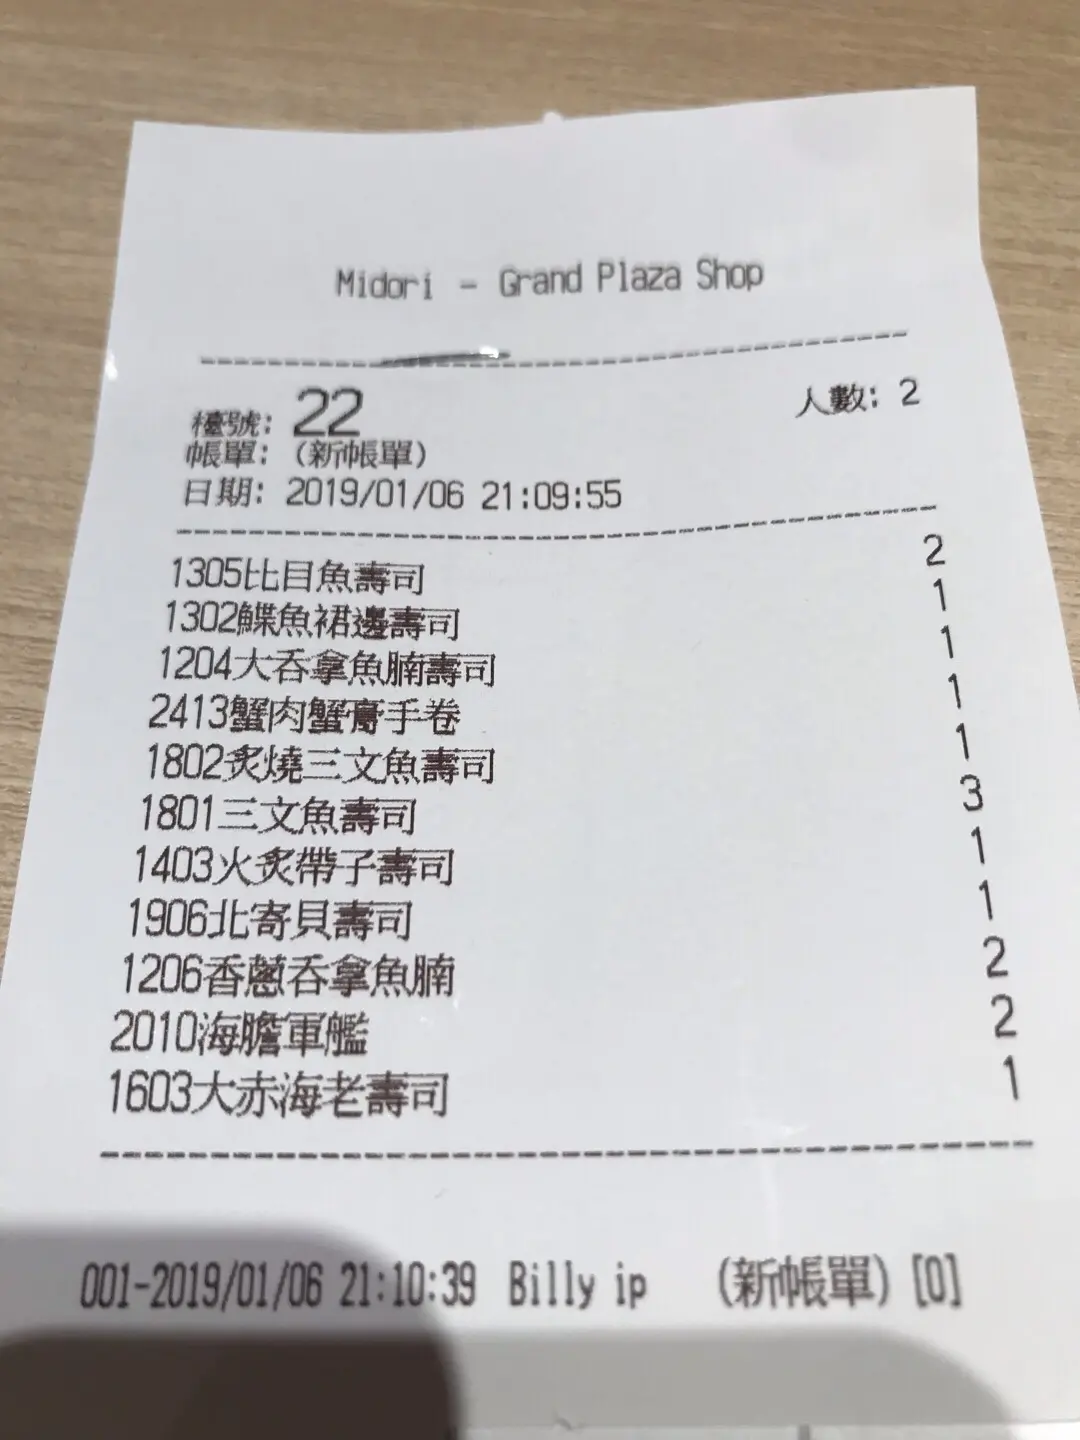 Midori - Grand Plaza Shop
檯號: 22 人數: 2
帳單: (新帳單)
日期: 2019/01/06 21:09:55
1305比目魚壽司 2
1302鰈魚裙邊壽司 1
1204大吞拿魚腩壽司 1
2413蟹肉蟹膏手卷 1
1802炙燒三文魚壽司 1
1801三文魚壽司 3
1403火炙帶子壽司 1
1906北寄貝壽司 1
1206香蔥吞拿魚腩 2
2010海膽軍艦 2
1603大赤海老壽司 1
001-2019/01/06 21:10:39 Billy ip (新帳單) [0]